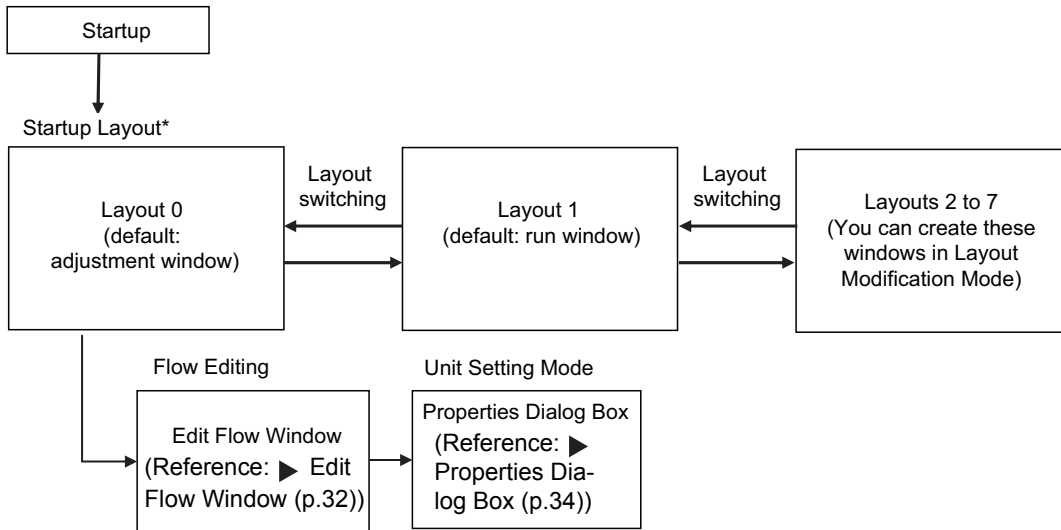 Startup
Startup Layout*
Layout 0
(default:
adjustment window)
Layout
switching
Layout 1
(default: run window)
Layout
switching
Layouts 2 to 7
(You can create these
windows in Layout
Modification Mode)
Flow Editing
Edit Flow Window
(Reference: ▶ Edit
Flow Window (p.32))
Unit Setting Mode
Properties Dialog Box
(Reference: ▶
Properties Dia-
log Box (p.34))